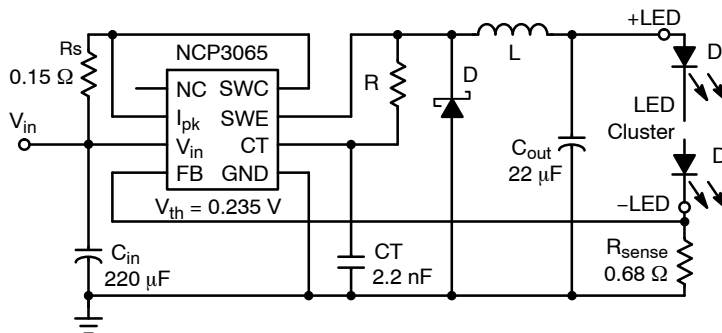 +LED
Rs
0.15 Ω
NCP3065
L
NC SWC
R
D
D
Ipk SWE
LED
Cluster
Vin
Vin CT
Cout
22 µF
FB GND
D
Vth = 0.235 V
−LED
Cin
220 µF
CT
2.2 nF
Rsense
0.68 Ω